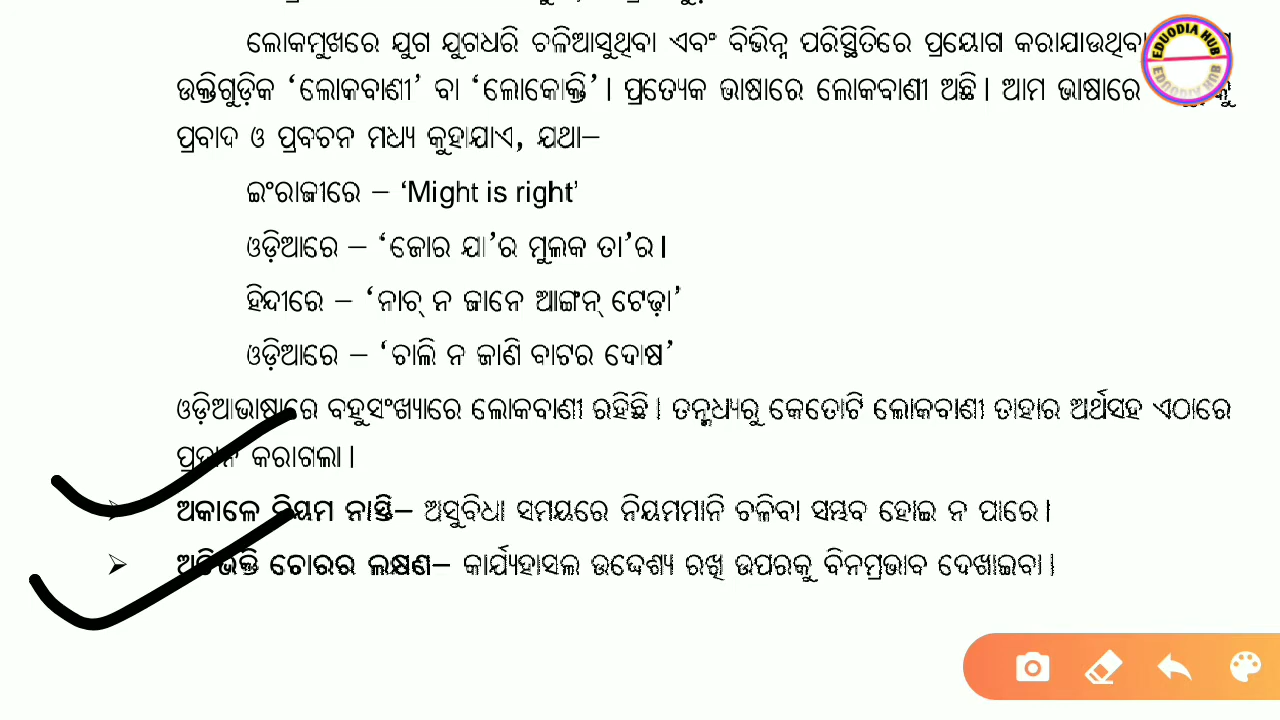 ଲୋକମୁଖରେ ଯୁଗ ଯୁଗଧରି ଚଳିଆସୁଥିବା ଏବଂ ବିଭିନ୍ନ ପରିସ୍ଥିତିରେ ପ୍ରୟୋଗ କରାଯାଉଥିବା
ଉକ୍ତିଗୁଡ଼ିକ ‘ଲୋକବାଣୀ’ ବା ‘ଲୋକୋକ୍ତି’। ପ୍ରତ୍ୟେକ ଭାଷାରେ ଲୋକବାଣୀ ଅଛି। ଆମ ଭାଷାରେ
ପ୍ରବାଦ ଓ ପ୍ରବଚନ ମଧ୍ୟ କୁହାଯାଏ, ଯଥା–
ଇଂରାଜୀରେ – ‘Might is right’
ଓଡ଼ିଆରେ – ‘ଜୋର ଯା’ର ମୁଲକ ତା’ର।
ହିନ୍ଦୀରେ – ‘ନାଚ୍ ନ ଜାନେ ଆଙ୍ଗନ୍ ଟେଢ଼ା’
ଓଡ଼ିଆରେ – ‘ଚାଲି ନ ଜାଣି ବାଟର ଦୋଷ’
ଓଡ଼ିଆଭାଷାରେ ବହୁସଂଖ୍ୟାରେ ଲୋକବାଣୀ ରହିଛି। ତନ୍ମଧ୍ୟରୁ କେତୋଟି ଲୋକବାଣୀ ତାହାର ଅର୍ଥସହ ଏଠାରେ
ପ୍ରଦାନ କରାଗଲା।
➢ ଅକାଳେ ନିୟମ ନାସ୍ତି– ଅସୁବିଧା ସମୟରେ ନିୟମମାନି ଚଳିବା ସମ୍ଭବ ହୋଇ ନ ପାରେ।
➢ ଅତିଭକ୍ତି ଚୋରର ଲକ୍ଷଣ– କାର୍ଯ୍ୟହାସଲ ଉଦ୍ଦେଶ୍ୟ ରଖି ଉପରକୁ ବିନମ୍ରଭାବ ଦେଖାଇବା।
EDUODIA HUB